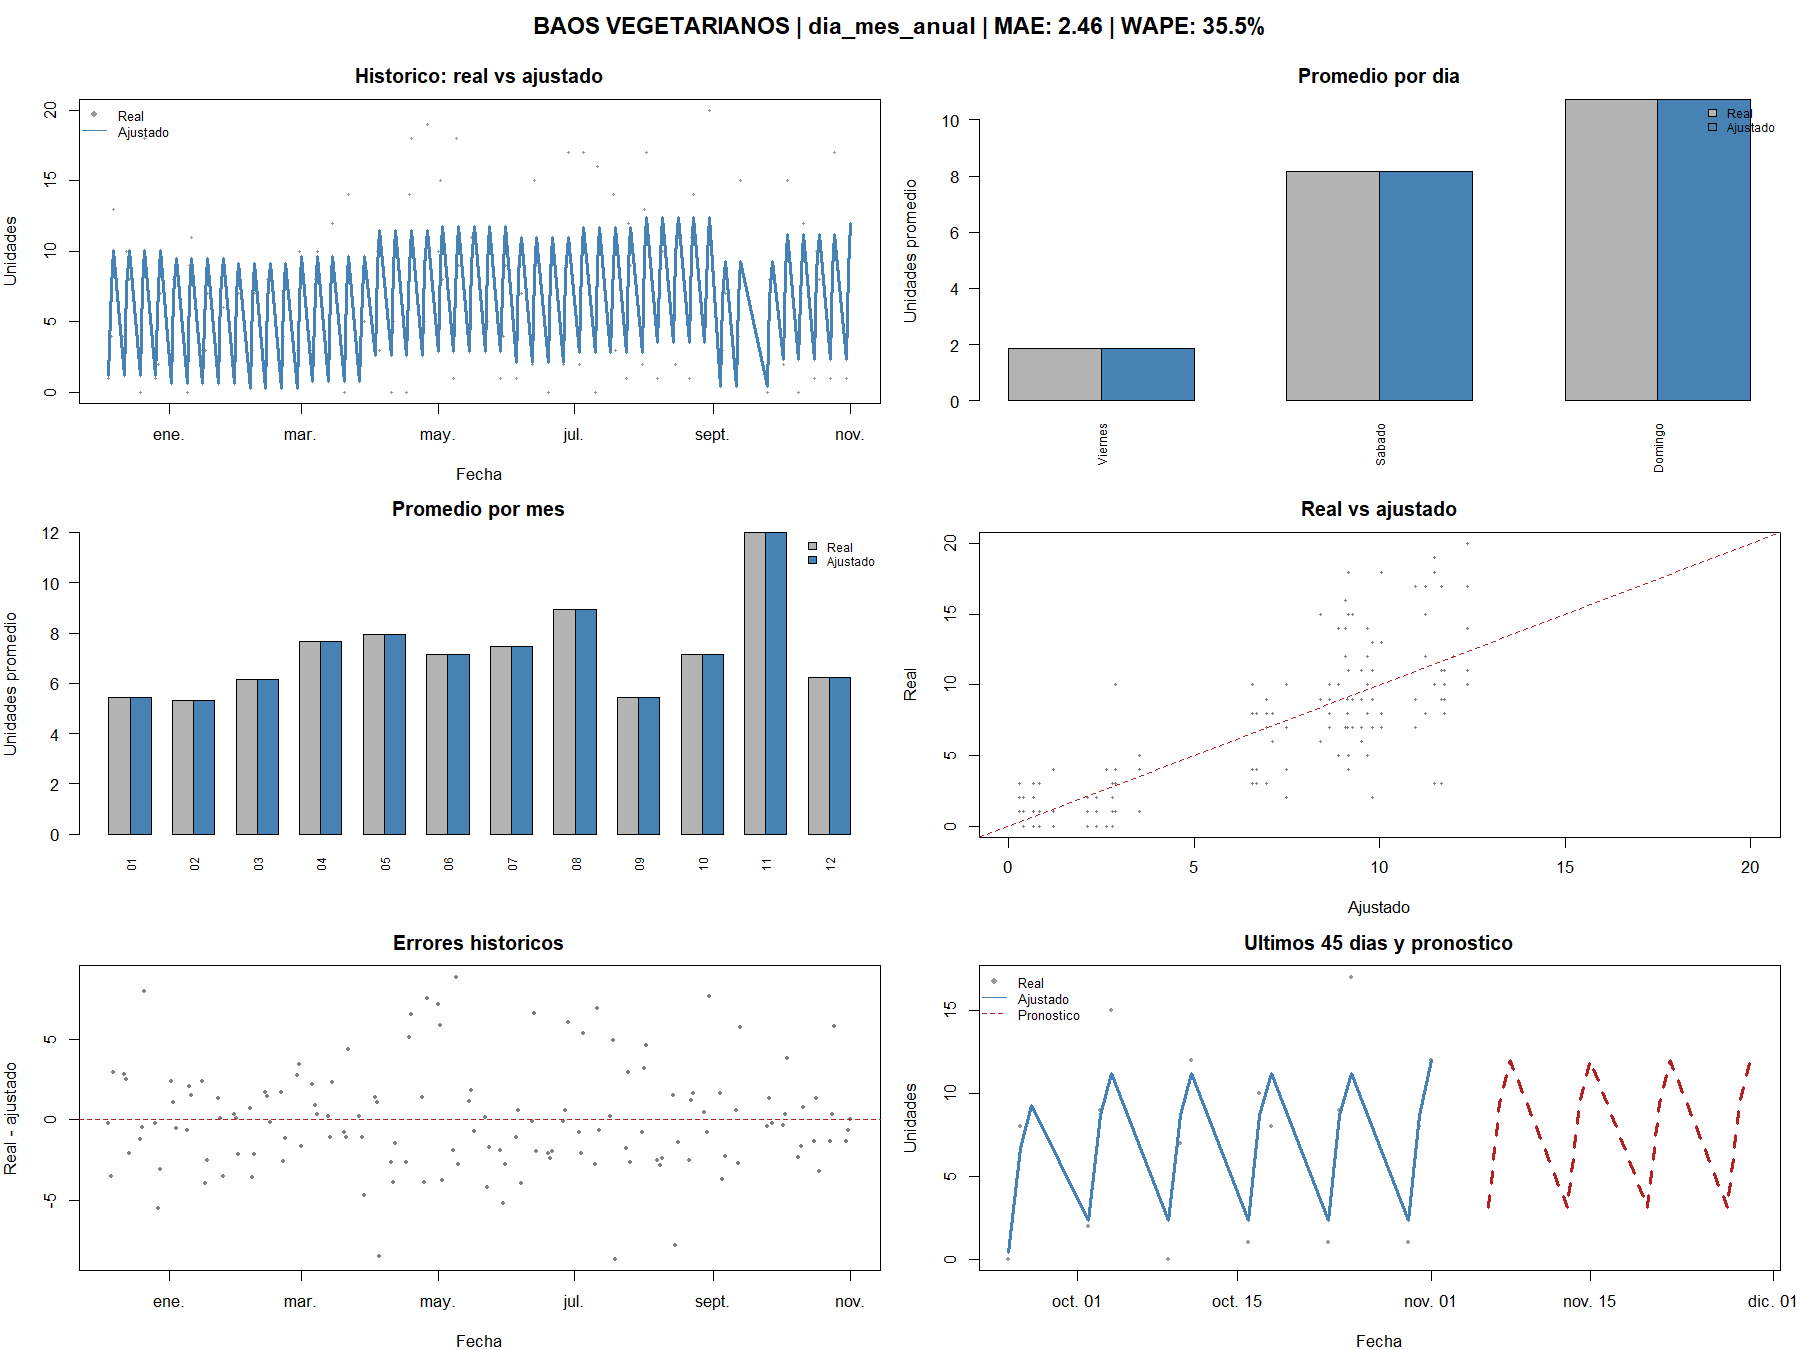 BAOS VEGETARIANOS | dia_mes_anual | MAE: 2.46 | WAPE: 35.5%
Historico: real vs ajustado
Real
Ajustado
Unidades
0
5
10
15
20
ene.
mar.
may.
jul.
sept.
nov.
Fecha
Promedio por dia
Real
Ajustado
Unidades promedio
0
2
4
6
8
10
Viernes
Sabado
Domingo
Promedio por mes
Real
Ajustado
Unidades promedio
0
2
4
6
8
10
12
01
02
03
04
05
06
07
08
09
10
11
12
Real vs ajustado
Real
0
5
10
15
20
0
5
10
15
20
Ajustado
Errores historicos
Real - ajustado
-5
0
5
ene.
mar.
may.
jul.
sept.
nov.
Fecha
Ultimos 45 dias y pronostico
Real
Ajustado
Pronostico
Unidades
0
5
10
15
oct. 01
oct. 15
nov. 01
nov. 15
dic. 01
Fecha